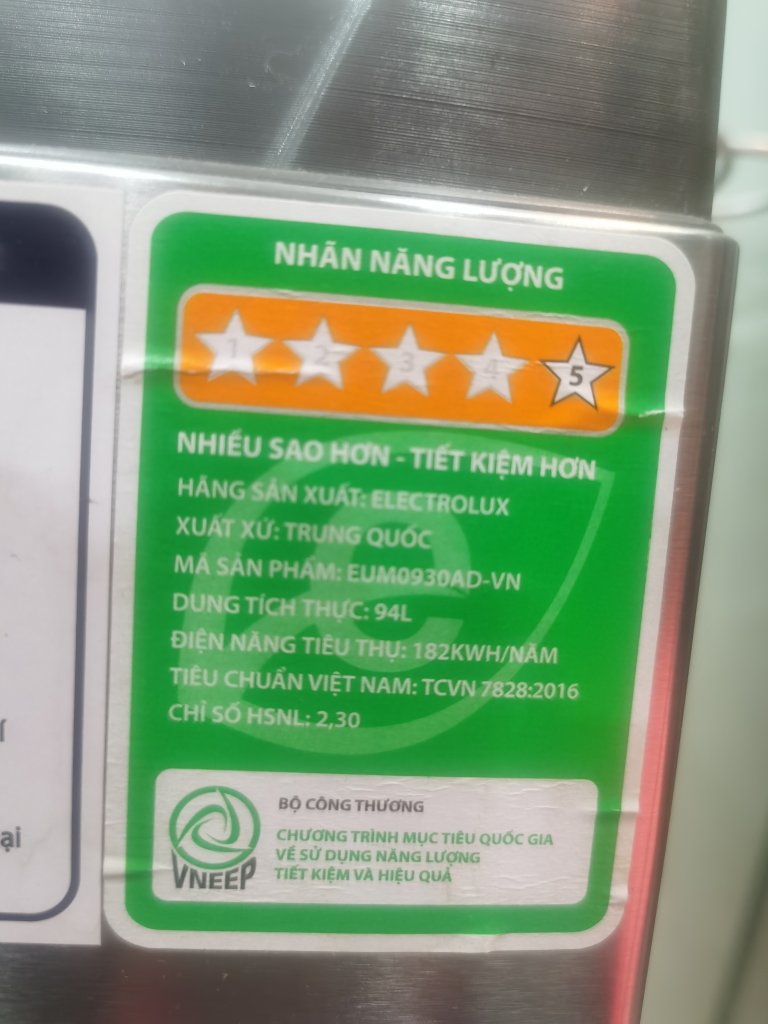 NHÃN NĂNG LƯỢNG
1 2 3 4 5
NHIỀU SAO HƠN - TIẾT KIỆM HƠN
HÃNG SẢN XUẤT: ELECTROLUX
XUẤT XỨ: TRUNG QUỐC
MÃ SẢN PHẨM: EUM0930AD-VN
DUNG TÍCH THỰC: 94L
ĐIỆN NĂNG TIÊU THỤ: 182KWH/NĂM
TIÊU CHUẨN VIỆT NAM: TCVN 7828:2016
CHỈ SỐ HSNL: 2,30
BỘ CÔNG THƯƠNG
CHƯƠNG TRÌNH MỤC TIÊU QUỐC GIA
VỀ SỬ DỤNG NĂNG LƯỢNG
TIẾT KIỆM VÀ HIỆU QUẢ
VNEEP